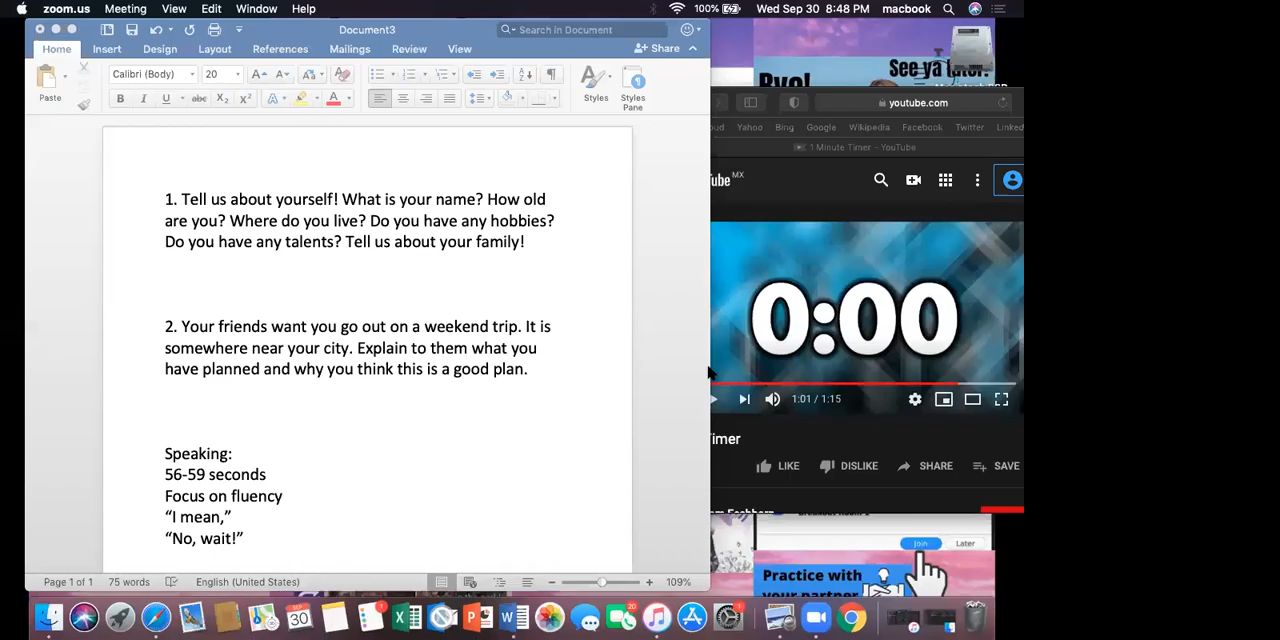 zoom.us Meeting View Edit Window Help 100% Wed Sep 30 8:48 PM macbook
Document3 Search in Document
Home Insert Design Layout References Mailings Review View Share
Calibri (Body) 20
Paste Styles Styles Pane
B I U abc X2 X2 A A
1. Tell us about yourself! What is your name? How old
are you? Where do you live? Do you have any hobbies?
Do you have any talents? Tell us about your family!
2. Your friends want you go out on a weekend trip. It is
somewhere near your city. Explain to them what you
have planned and why you think this is a good plan.
Speaking:
56-59 seconds
Focus on fluency
“I mean,”
“No, wait!”
Page 1 of 1 75 words English (United States) 109%
See ya later!
Bye!
youtube.com
Yahoo Bing Google Wikipedia Facebook Twitter
1 Minute Timer - YouTube
MX
0:00
1:01 / 1:15
LIKE DISLIKE SHARE SAVE
Join Later
Practice with
your partner
30